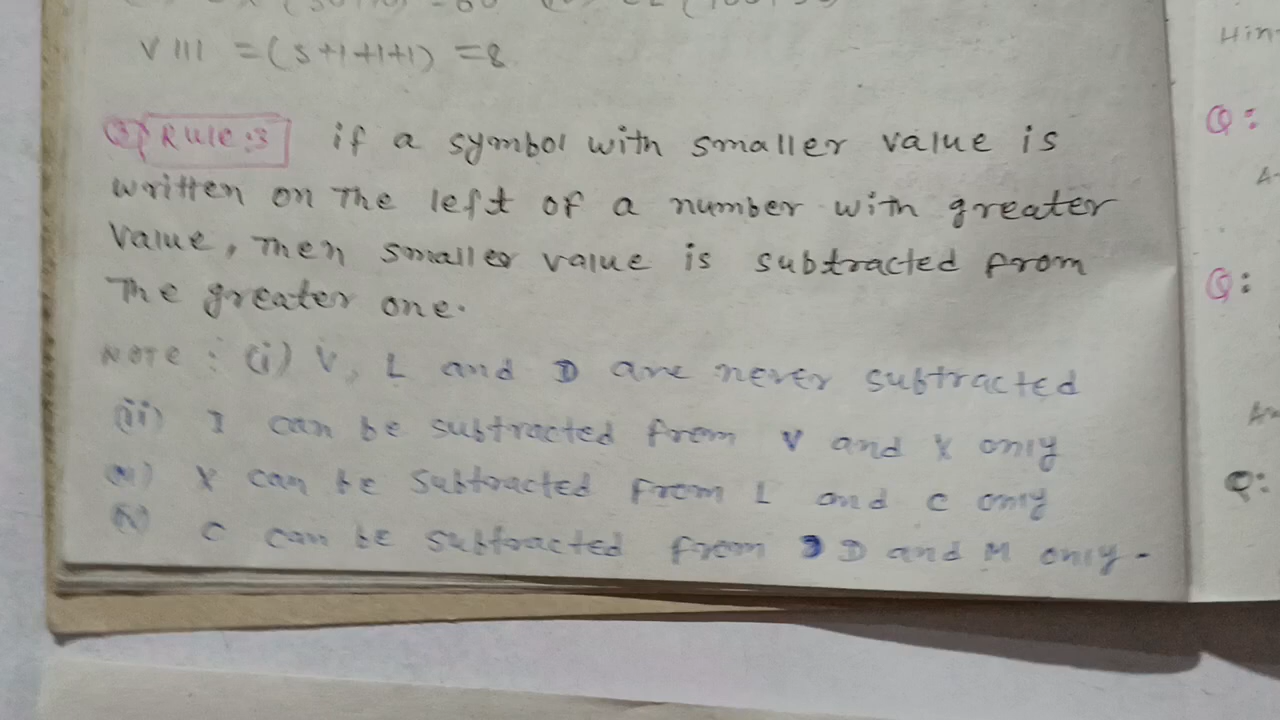 VIII = (5+1+1+1) = 8
(3) Rule:3 if a symbol with smaller value is
written on The left of a number with greater
value, Then smaller value is subtracted from
The greater one.
NOTE : (i) V, L and D are never subtracted
(ii) I can be subtracted from V and X only
(iii) X can be subtracted from L and C only
(iv) C can be subtracted from D and M only.
Hin
Q:
A-
Q:
An
Q: